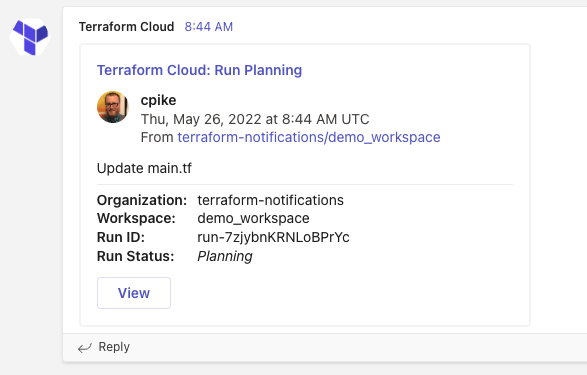 Terraform Cloud 8:44 AM
Terraform Cloud: Run Planning
cpike
Thu, May 26, 2022 at 8:44 AM UTC
From terraform-notifications/demo_workspace
Update main.tf
Organization: terraform-notifications
Workspace: demo_workspace
Run ID: run-7zjybnKRNLoBPrYc
Run Status: Planning
View
Reply